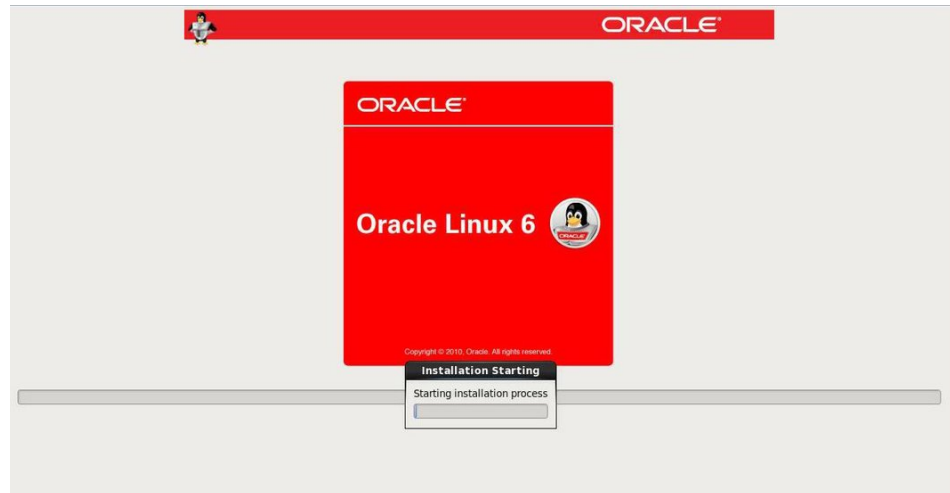 ORACLE®
ORACLE®
Oracle Linux 6
ORACLE
Copyright © 2010, Oracle. All rights reserved.
Installation Starting
Starting installation process